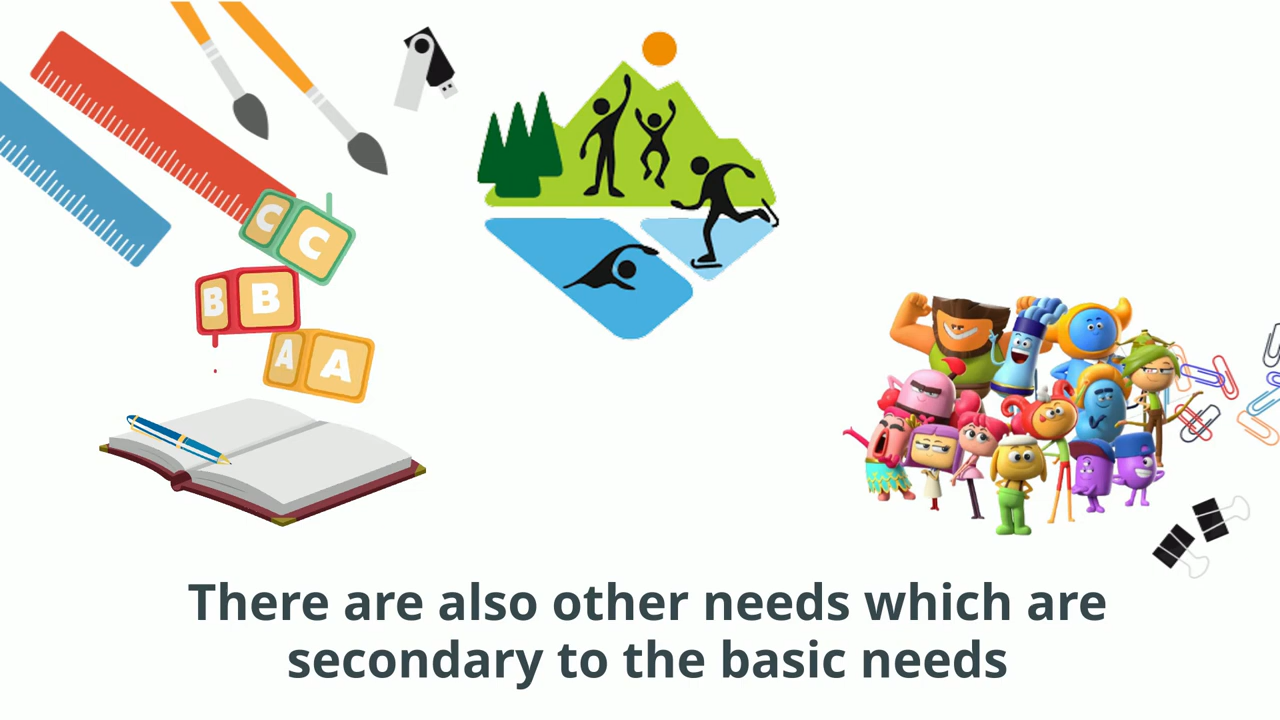 C C
B B
A A
There are also other needs which are
secondary to the basic needs